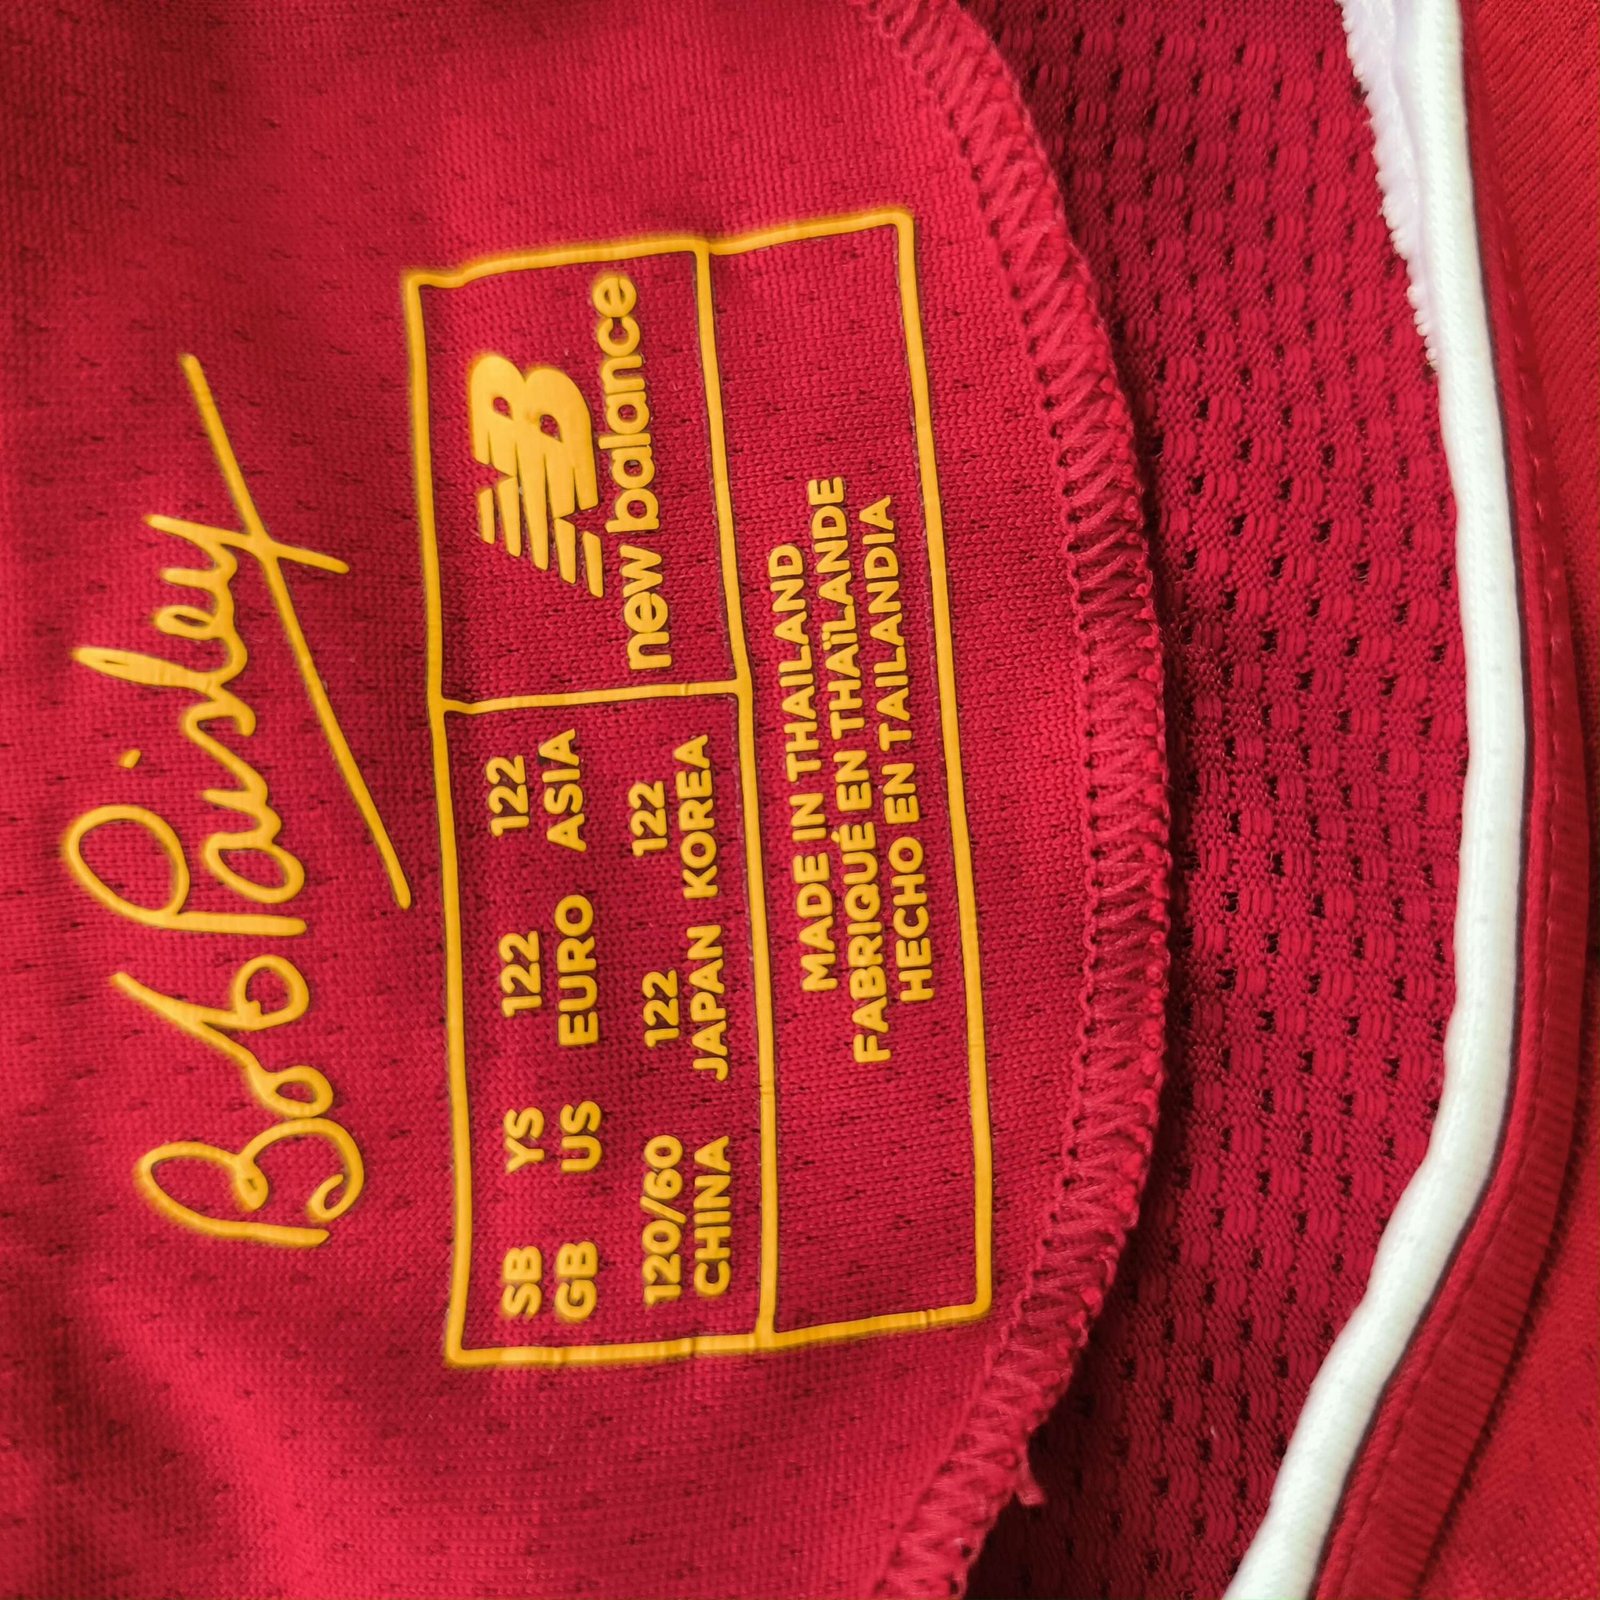 Bob Paisley
SB YS 122 122
GB US EURO ASIA
120/60 122 122
CHINA JAPAN KOREA
NB
new balance
MADE IN THAILAND
FABRIQUÉ EN THAÏLANDE
HECHO EN TAILANDIA